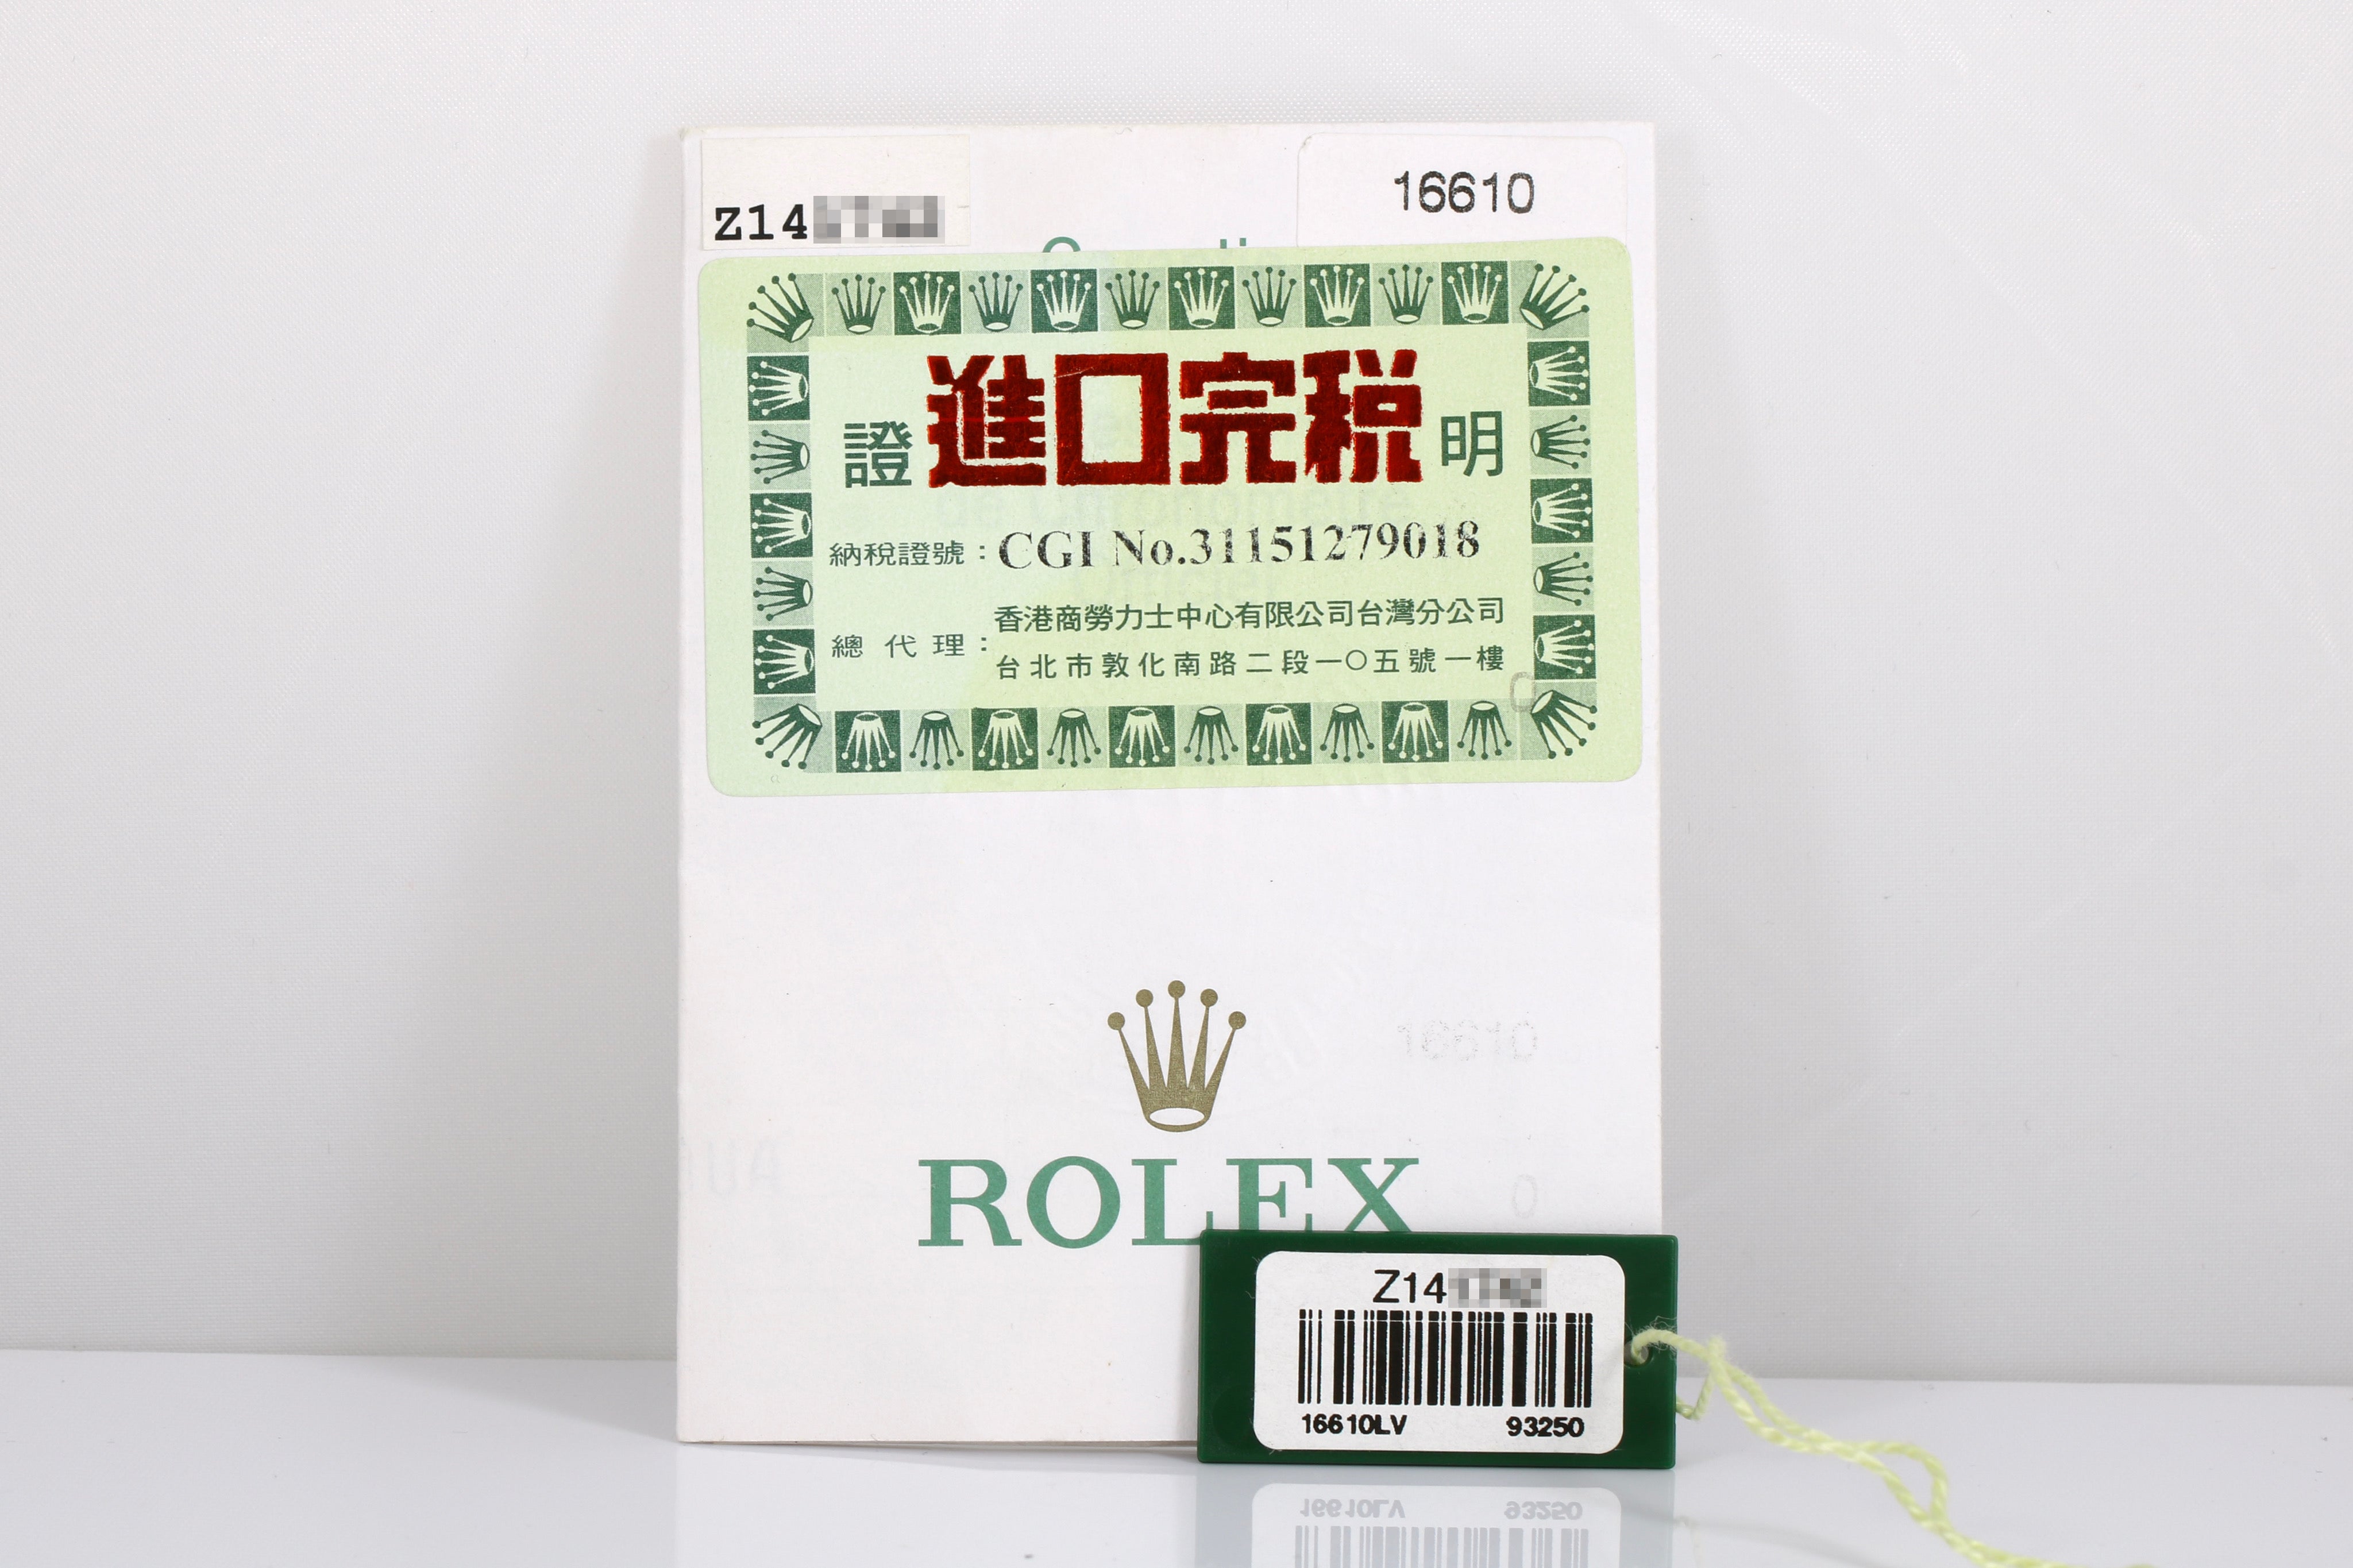 Z14
16610
證進口完稅明
納稅證號：CGI No.31151279018
總代理：香港商勞力士中心有限公司台灣分公司
台北市敦化南路二段一○五號一樓
ROLEX
Z14
16610LV 93250